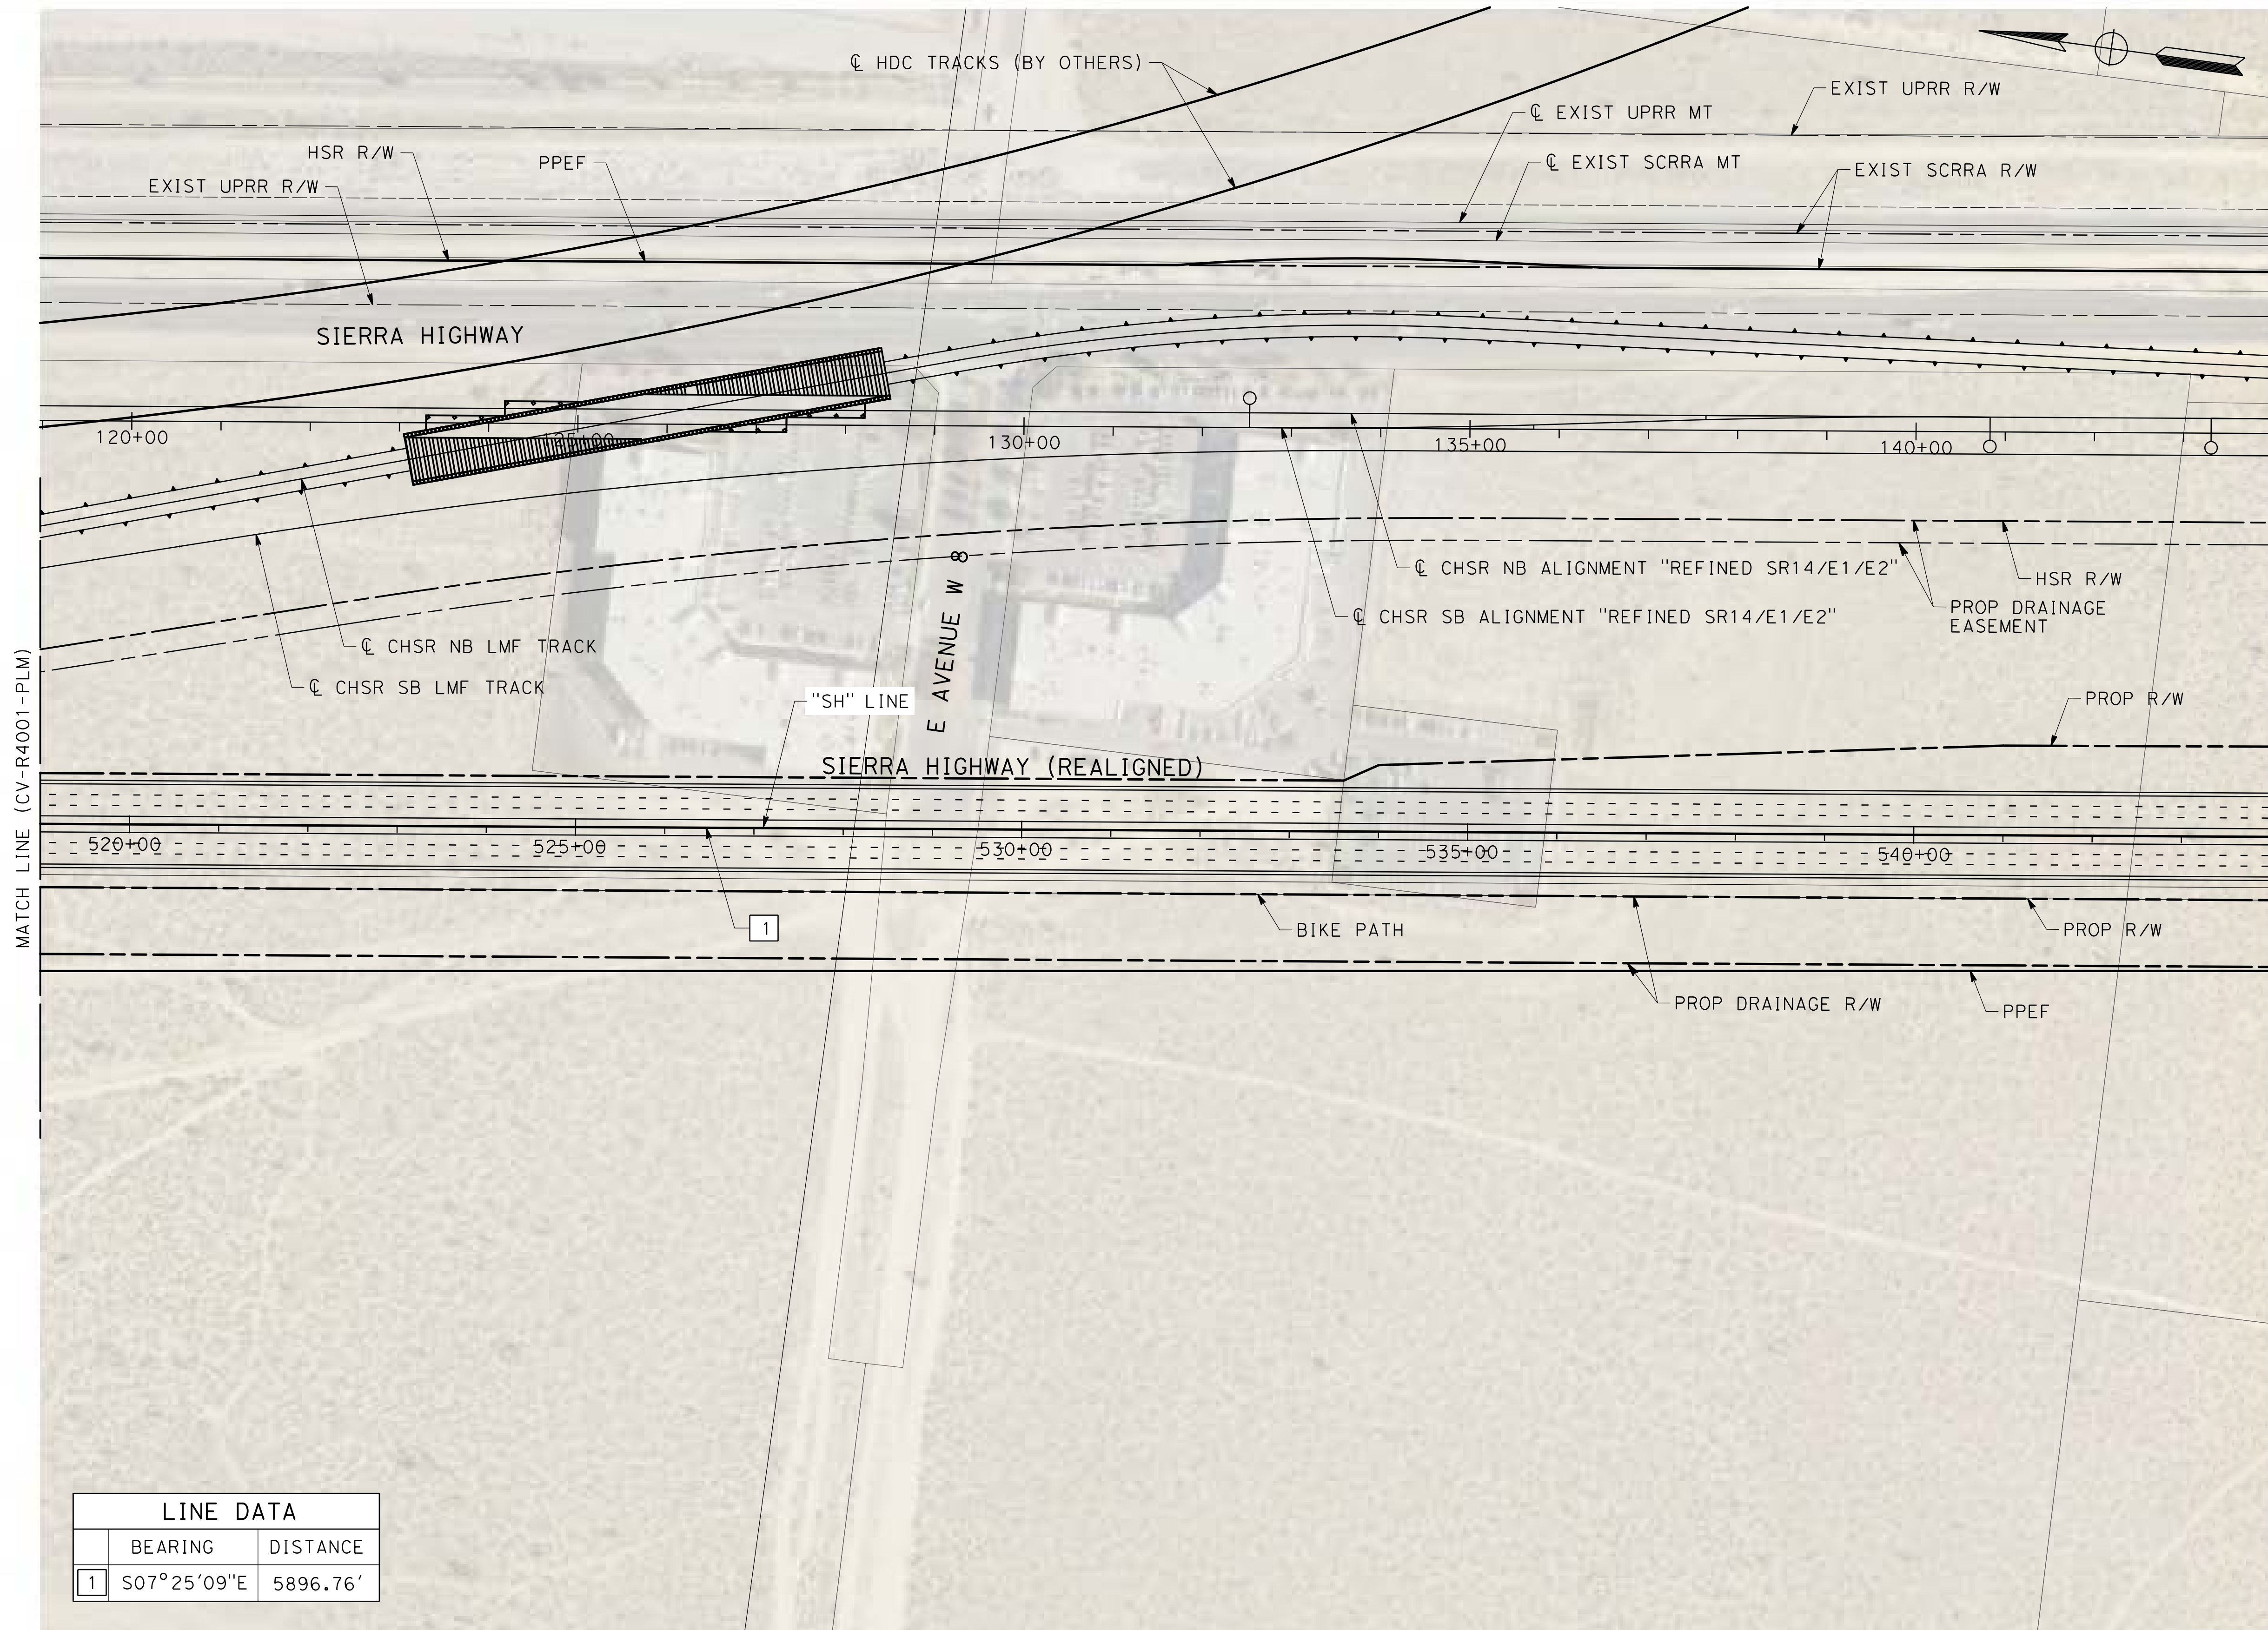 ℄ HDC TRACKS (BY OTHERS)
EXIST UPRR R/W
℄ EXIST UPRR MT
HSR R/W
PPEF
℄ EXIST SCRRA MT
EXIST SCRRA R/W
EXIST UPRR R/W
SIERRA HIGHWAY
120+00
125+00
130+00
135+00
140+00
℄ CHSR NB ALIGNMENT "REFINED SR14/E1/E2"
HSR R/W
℄ CHSR SB ALIGNMENT "REFINED SR14/E1/E2"
PROP DRAINAGE
EASEMENT
℄ CHSR NB LMF TRACK
℄ CHSR SB LMF TRACK
E AVENUE W 8
"SH" LINE
PROP R/W
MATCH LINE (CV-R4001-PLM)
SIERRA HIGHWAY (REALIGNED)
520+00
525+00
530+00
535+00
540+00
1
BIKE PATH
PROP R/W
PROP DRAINAGE R/W
PPEF
LINE DATA
BEARING DISTANCE
1 S07°25'09"E 5896.76'